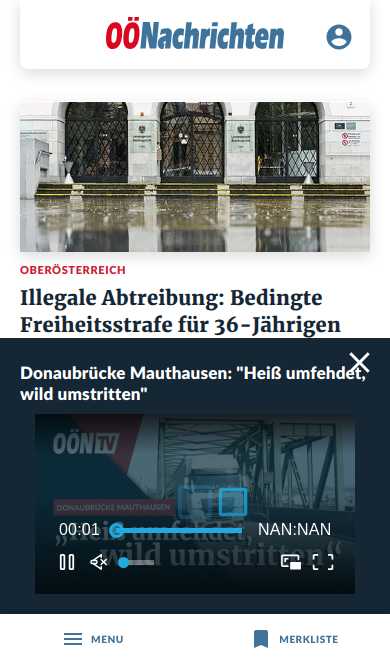 OÖNachrichten
OBERÖSTERREICH
Illegale Abtreibung: Bedingte
Freiheitsstrafe für 36-Jährigen
Donaubrücke Mauthausen: "Heiß umfehdet,
wild umstritten"
OÖN TV
DONAUBRÜCKE MAUTHAUSEN
„Heiß umfehdet,
wild umstritten“
00:01
NAN:NAN
MENU
MERKLISTE